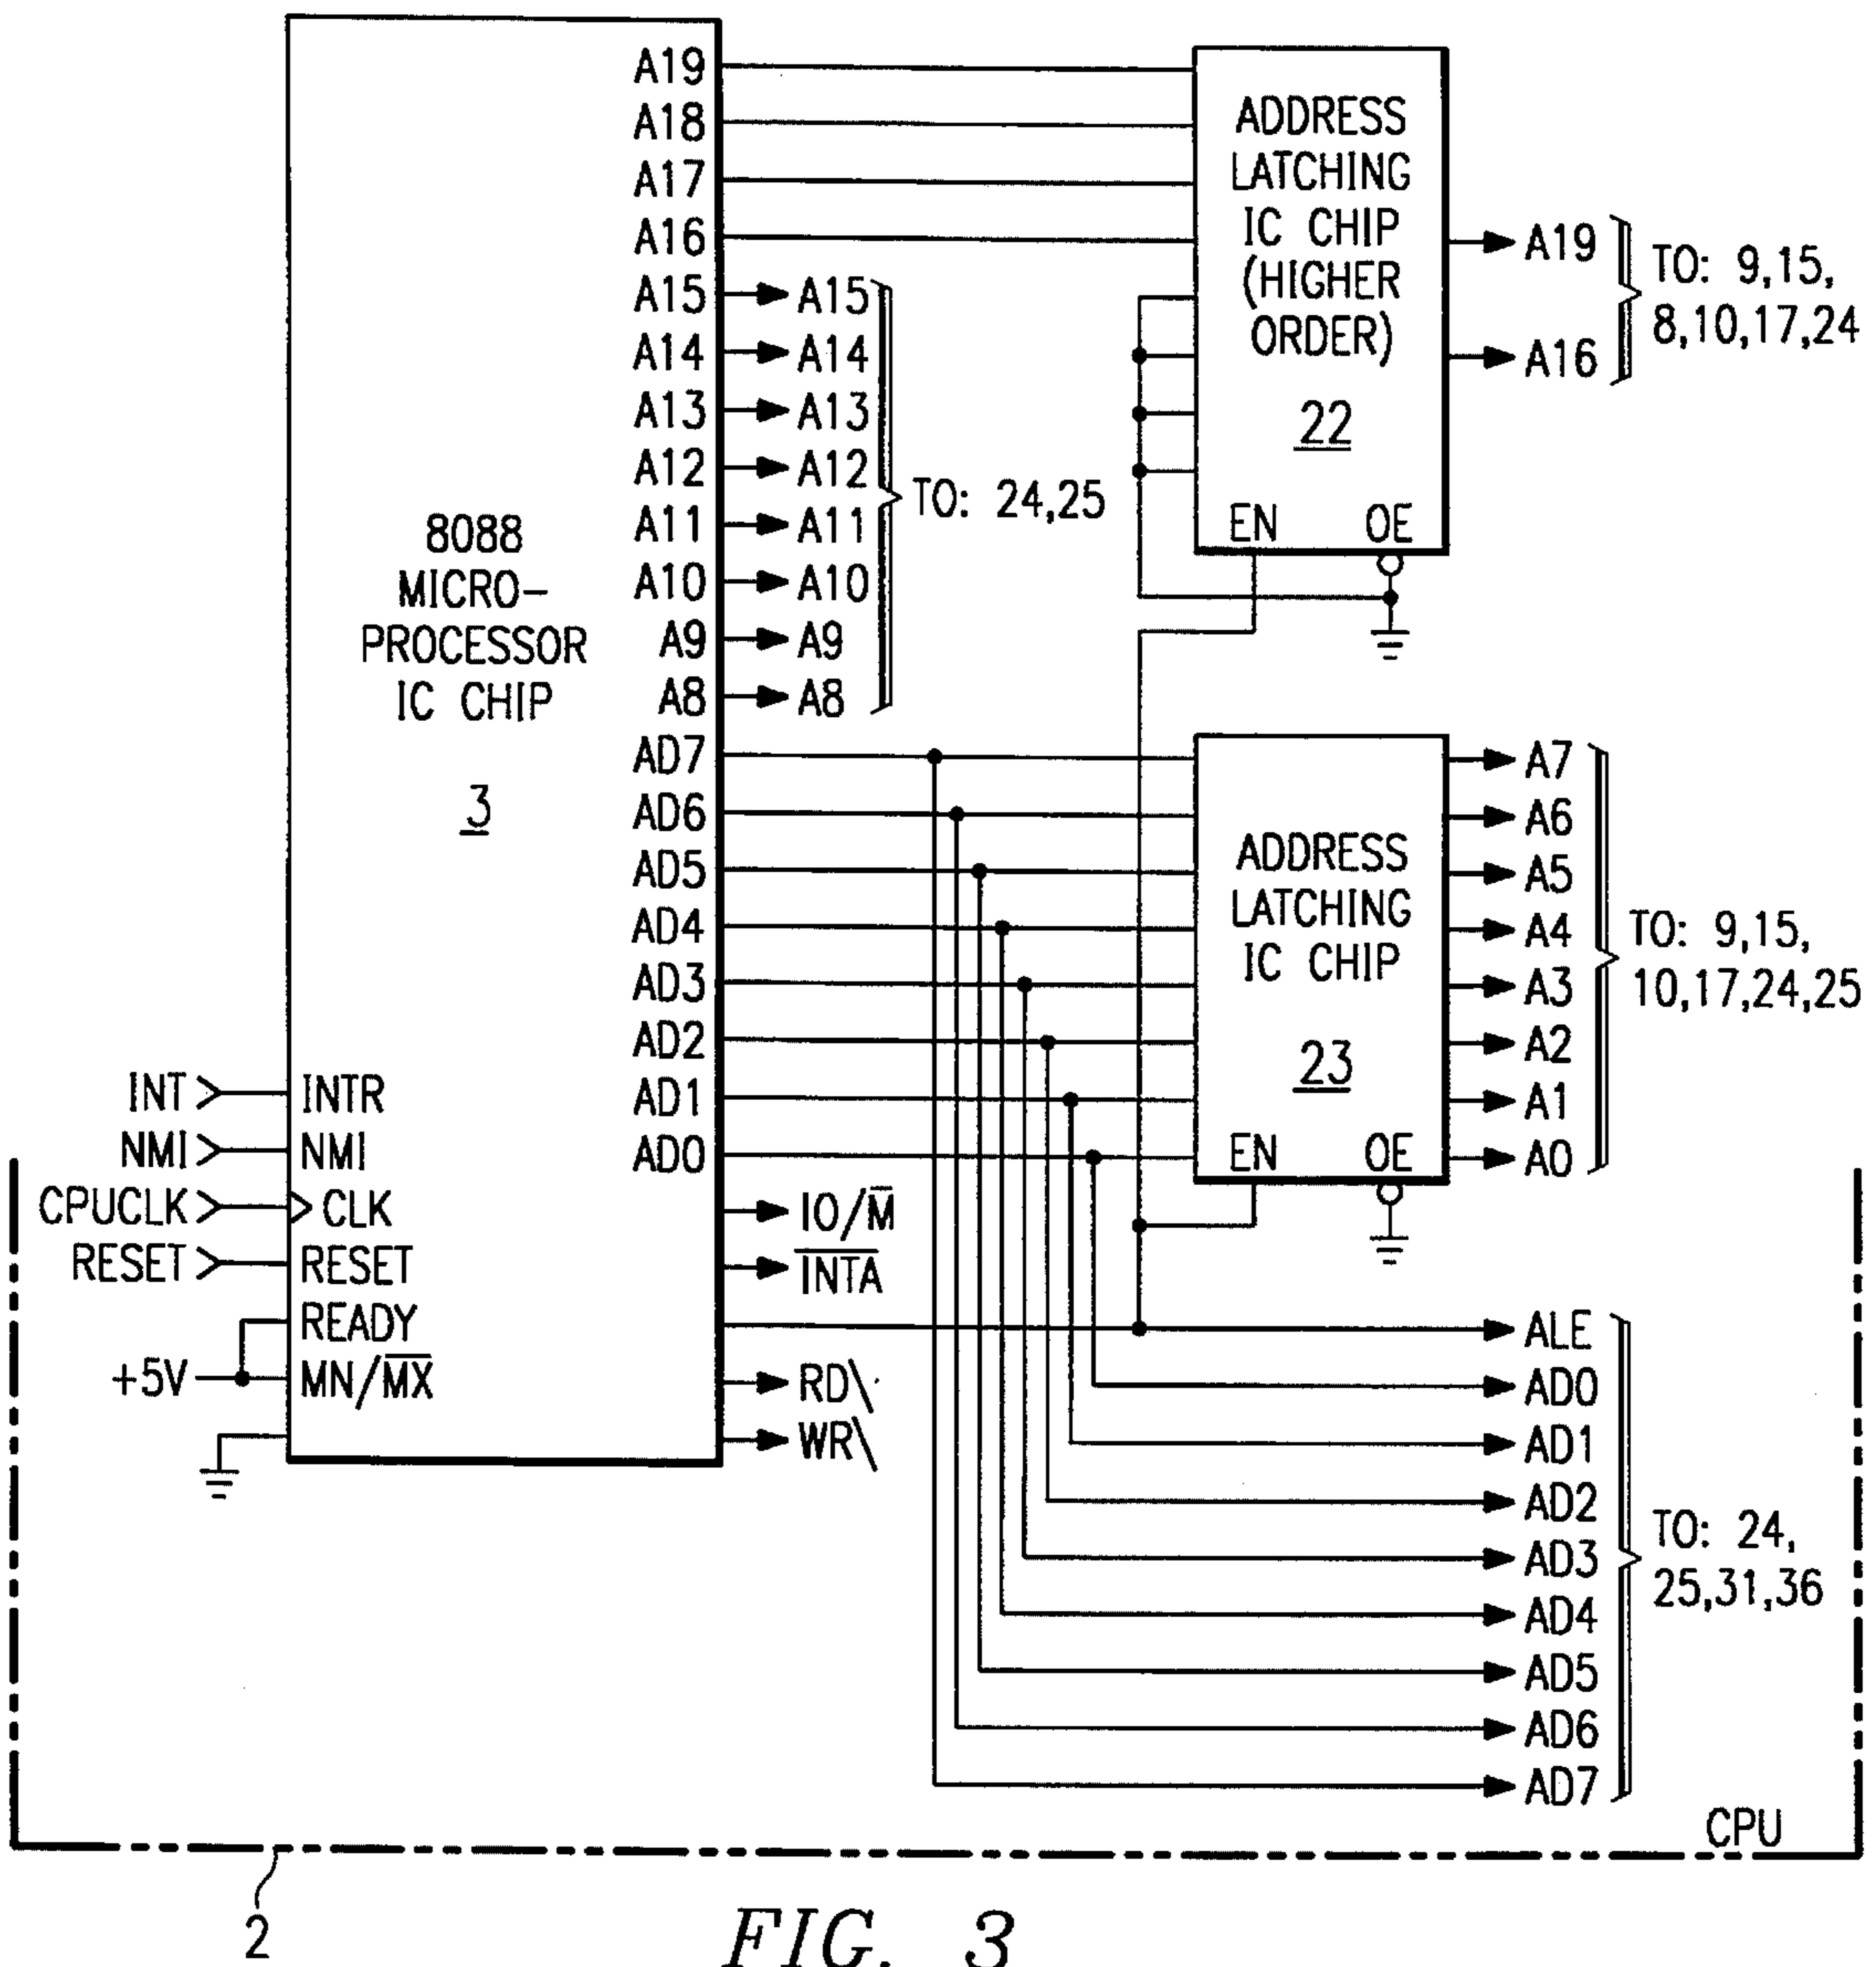 8088
MICRO-
PROCESSOR
IC CHIP
3
A19
A18
A17
A16
A15
A14
A13
A12
A11
A10
A9
A8
AD7
AD6
AD5
AD4
AD3
AD2
AD1
AD0
A15
A14
A13
A12
A11
A10
A9
A8
TO: 24,25
ADDRESS
LATCHING
IC CHIP
(HIGHER
ORDER)
22
EN OE
A19
A16
TO: 9,15,
8,10,17,24
ADDRESS
LATCHING
IC CHIP
23
EN OE
A7
A6
A5
A4
A3
A2
A1
A0
TO: 9,15,
10,17,24,25
INT INTR
NMI NMI
CPUCLK CLK
RESET RESET
READY
+5V MN/M̅X̅
IO/M̅
I̅N̅T̅A̅
RD\
WR\
ALE
AD0
AD1
AD2
AD3
AD4
AD5
AD6
AD7
TO: 24,
25,31,36
CPU
2
FIG. 3